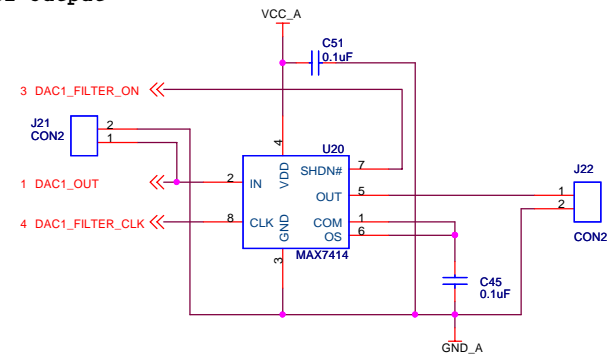 VCC_A
C51
0.1uF
3 DAC1_FILTER_ON
J21
CON2
2
1
4
U20
VDD
SHDN#
7
1 DAC1_OUT
2
IN
OUT
5
J22
1
2
CON2
4 DAC1_FILTER_CLK
8
CLK
GND
COM
1
OS
6
3
MAX7414
C45
0.1uF
GND_A